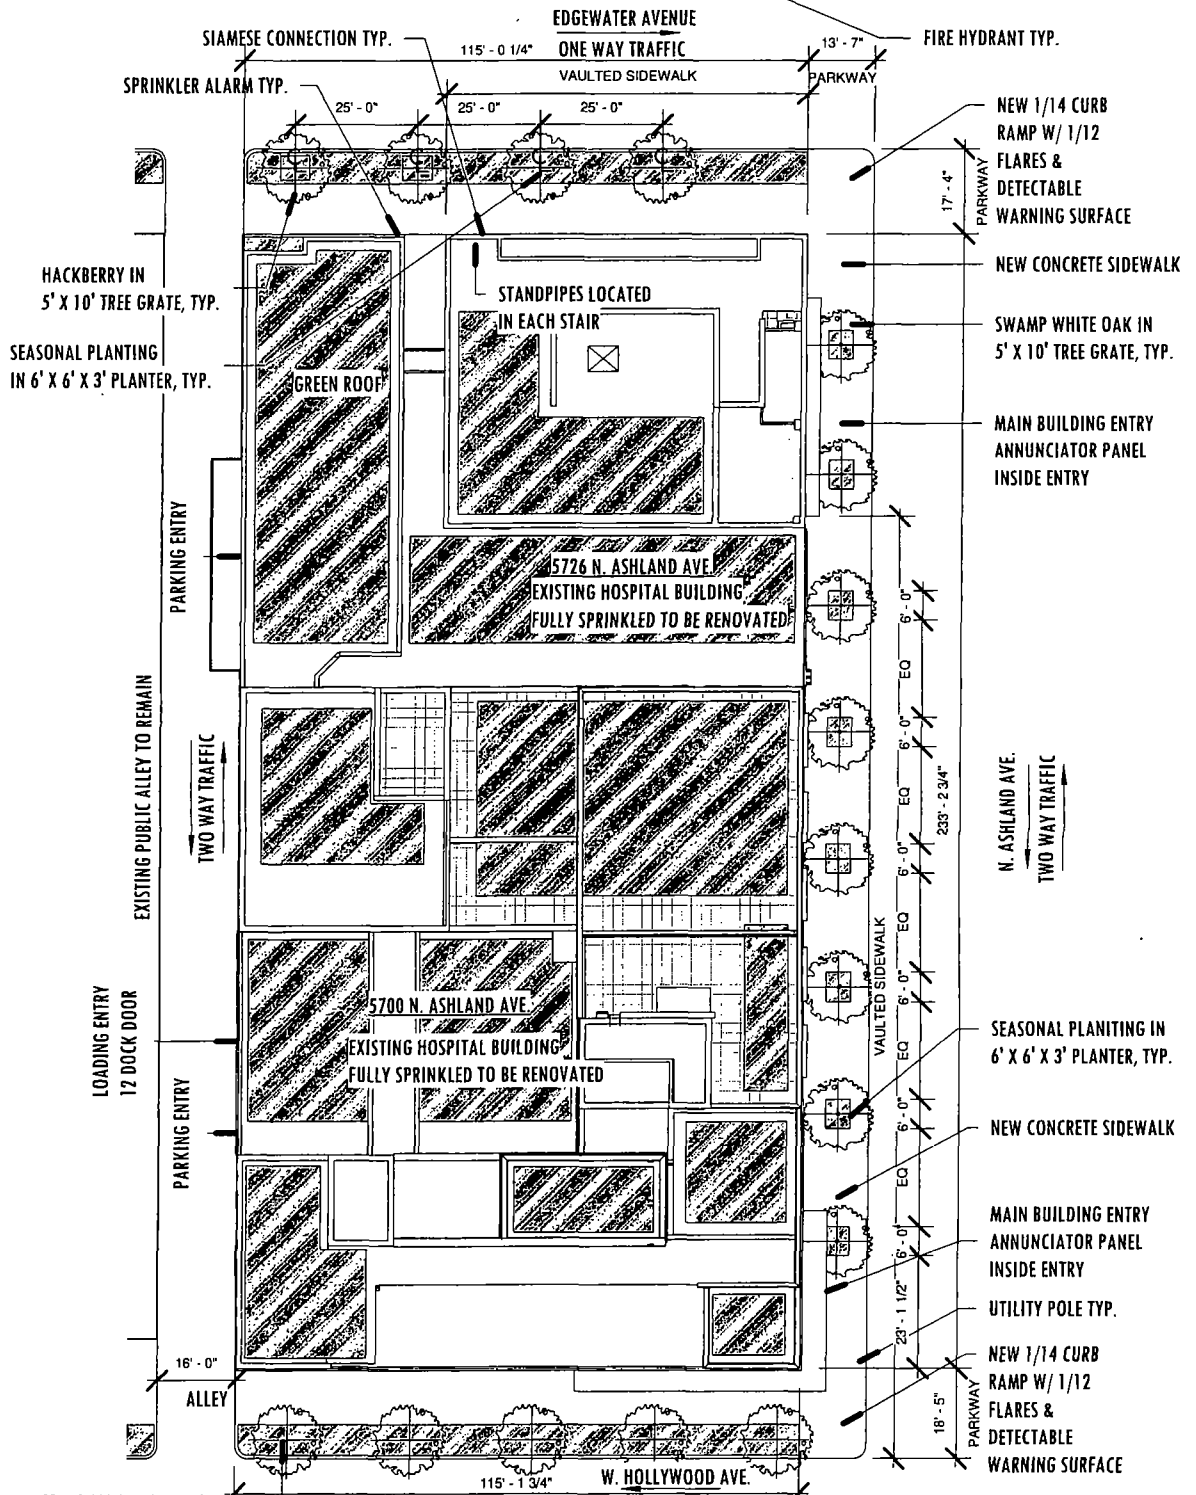 EDGEWATER AVENUE
SIAMESE CONNECTION TYP.
115' - 0 1/4"
ONE WAY TRAFFIC
13' - 7"
FIRE HYDRANT TYP.
VAULTED SIDEWALK
PARKWAY
SPRINKLER ALARM TYP.
25' - 0"
25' - 0"
25' - 0"
NEW 1/14 CURB
RAMP W/ 1/12
FLARES &
DETECTABLE
WARNING SURFACE
17' - 4"
PARKWAY
NEW CONCRETE SIDEWALK
HACKBERRY IN
5' X 10' TREE GRATE, TYP.
STANDPIPES LOCATED
IN EACH STAIR
SWAMP WHITE OAK IN
5' X 10' TREE GRATE, TYP.
SEASONAL PLANTING
IN 6' X 6' X 3' PLANTER, TYP.
GREEN ROOF
MAIN BUILDING ENTRY
ANNUNCIATOR PANEL
INSIDE ENTRY
PARKING ENTRY
5726 N. ASHLAND AVE.
EXISTING HOSPITAL BUILDING
FULLY SPRINKLED TO BE RENOVATED
6' - 0"
EQ
6' - 0"
EQ
6' - 0"
EQ
6' - 0"
EQ
6' - 0"
EQ
6' - 0"
233' - 2 3/4"
EXISTING PUBLIC ALLEY TO REMAIN
TWO WAY TRAFFIC
N. ASHLAND AVE.
TWO WAY TRAFFIC
VAULTED SIDEWALK
LOADING ENTRY
12 DOCK DOOR
5700 N. ASHLAND AVE.
EXISTING HOSPITAL BUILDING
FULLY SPRINKLED TO BE RENOVATED
SEASONAL PLANITING IN
6' X 6' X 3' PLANTER, TYP.
PARKING ENTRY
NEW CONCRETE SIDEWALK
MAIN BUILDING ENTRY
ANNUNCIATOR PANEL
INSIDE ENTRY
UTILITY POLE TYP.
23' - 1 1/2"
NEW 1/14 CURB
RAMP W/ 1/12
FLARES &
DETECTABLE
WARNING SURFACE
16' - 0"
ALLEY
18' - 5"
PARKWAY
115' - 1 3/4"
W. HOLLYWOOD AVE.